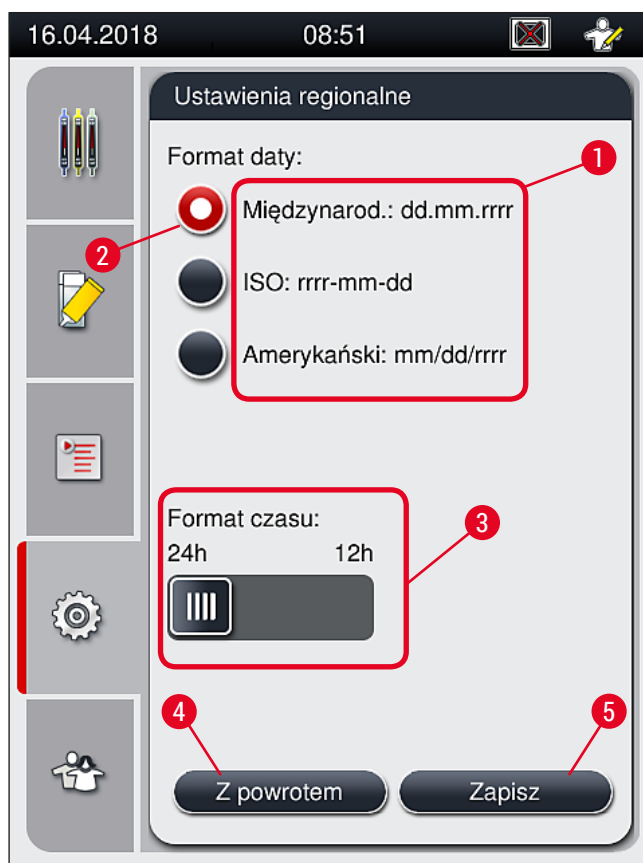 16.04.2018 08:51
Ustawienia regionalne
Format daty:
1
Międzynarod.: dd.mm.rrrr
2
ISO: rrrr-mm-dd
Amerykański: mm/dd/rrrr
Format czasu:
3
24h 12h
4
5
Z powrotem Zapisz